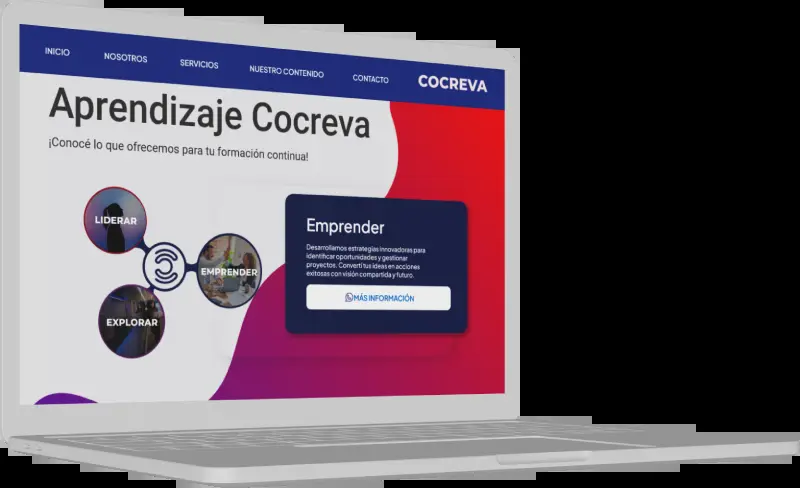 INICIO
NOSOTROS
SERVICIOS
NUESTRO CONTENIDO
CONTACTO
COCREVA
Aprendizaje Cocreva
¡Conocé lo que ofrecemos para tu formación continua!
LIDERAR
EMPRENDER
EXPLORAR
Emprender
Desarrollamos estrategias innovadoras para
identificar oportunidades y gestionar
proyectos. Convertí tus ideas en acciones
exitosas con visión compartida y futuro.
MÁS INFORMACIÓN